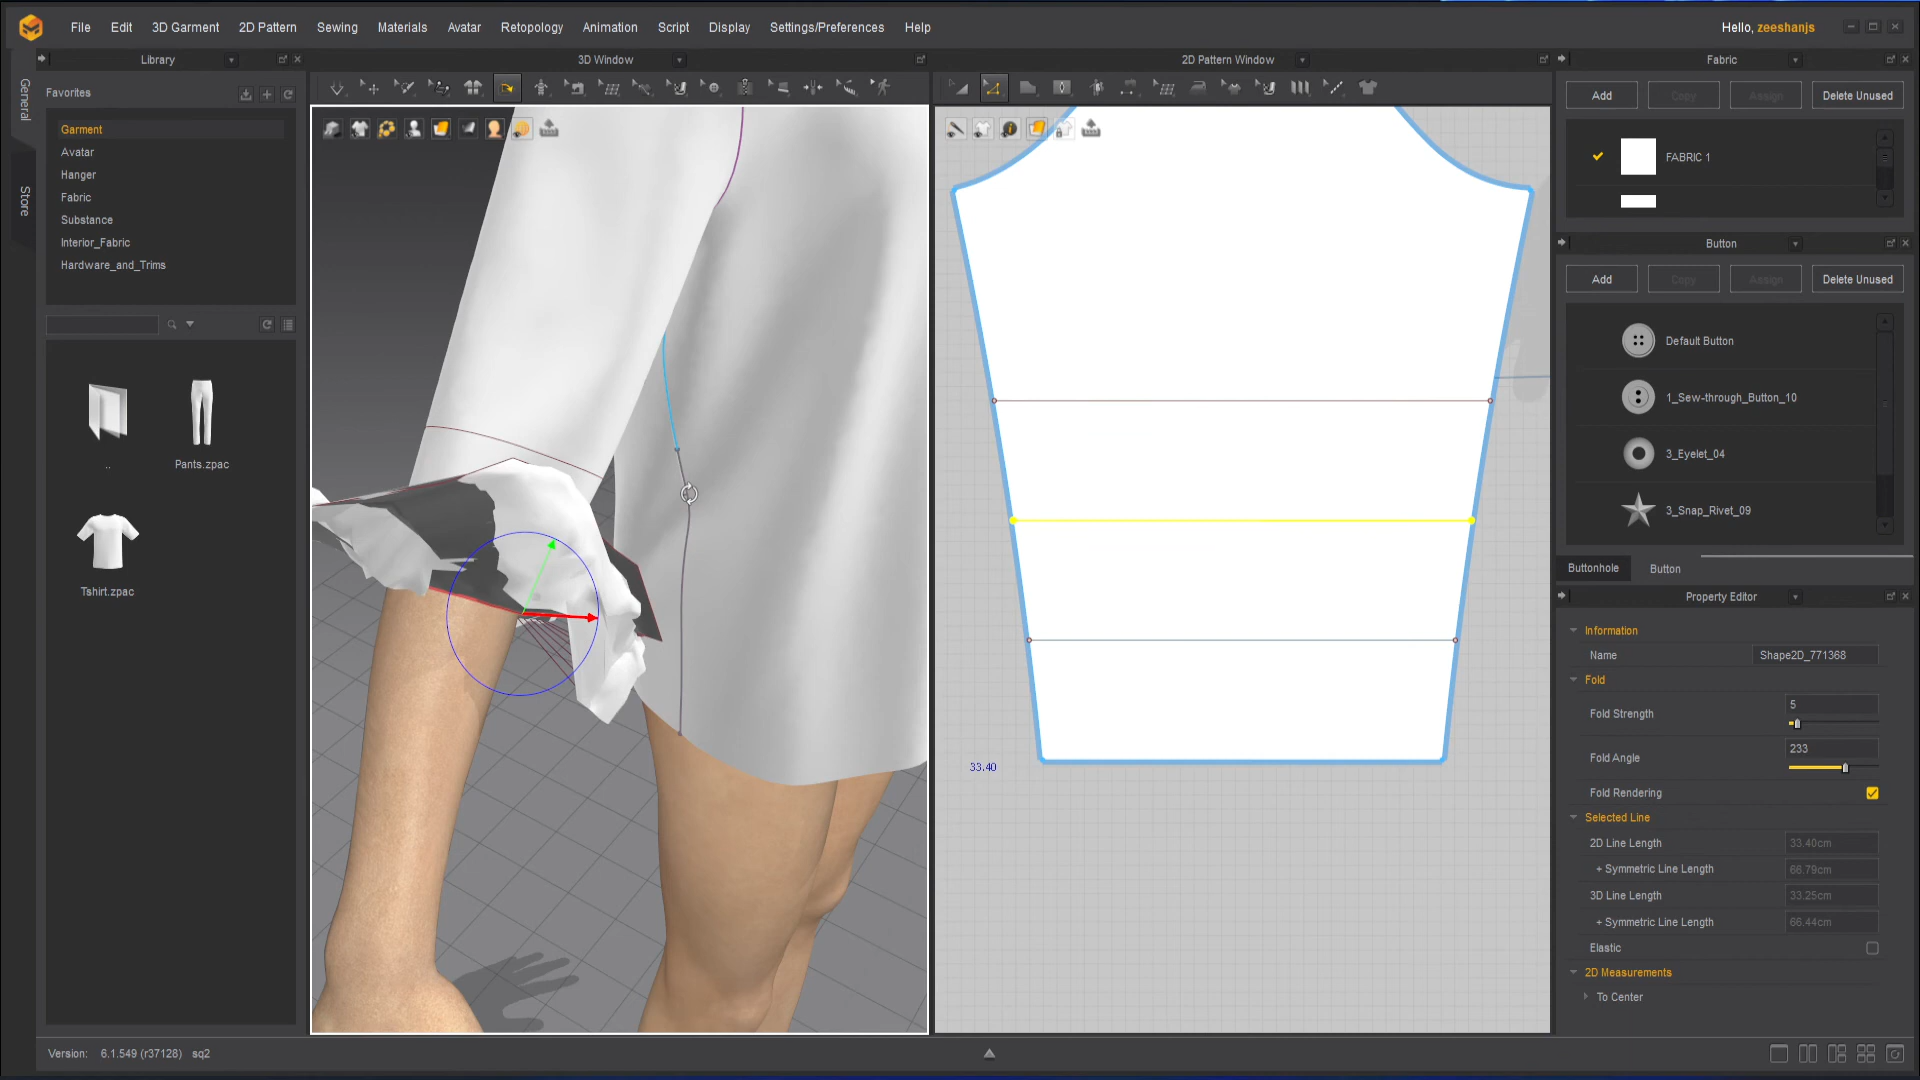 File Edit 3D Garment 2D Pattern Sewing Materials Avatar Retopology Animation Script Display Settings/Preferences Help
Hello, zeeshanjs
Library
3D Window
2D Pattern Window
Fabric
General
Store
Favorites
Garment
Avatar
Hanger
Fabric
Substance
Interior_Fabric
Hardware_and_Trims
..
Pants.zpac
Tshirt.zpac
33.40
Add Copy Assign Delete Unused
FABRIC 1
Button
Add Copy Assign Delete Unused
Default Button
1_Sew-through_Button_10
3_Eyelet_04
3_Snap_Rivet_09
Buttonhole Button
Property Editor
Information
Name Shape2D_771368
Fold
Fold Strength 5
Fold Angle 233
Fold Rendering
Selected Line
2D Line Length 33.40cm
+ Symmetric Line Length 66.79cm
3D Line Length 33.25cm
+ Symmetric Line Length 66.44cm
Elastic
2D Measurements
To Center
Version: 6.1.549 (r37128) sq2